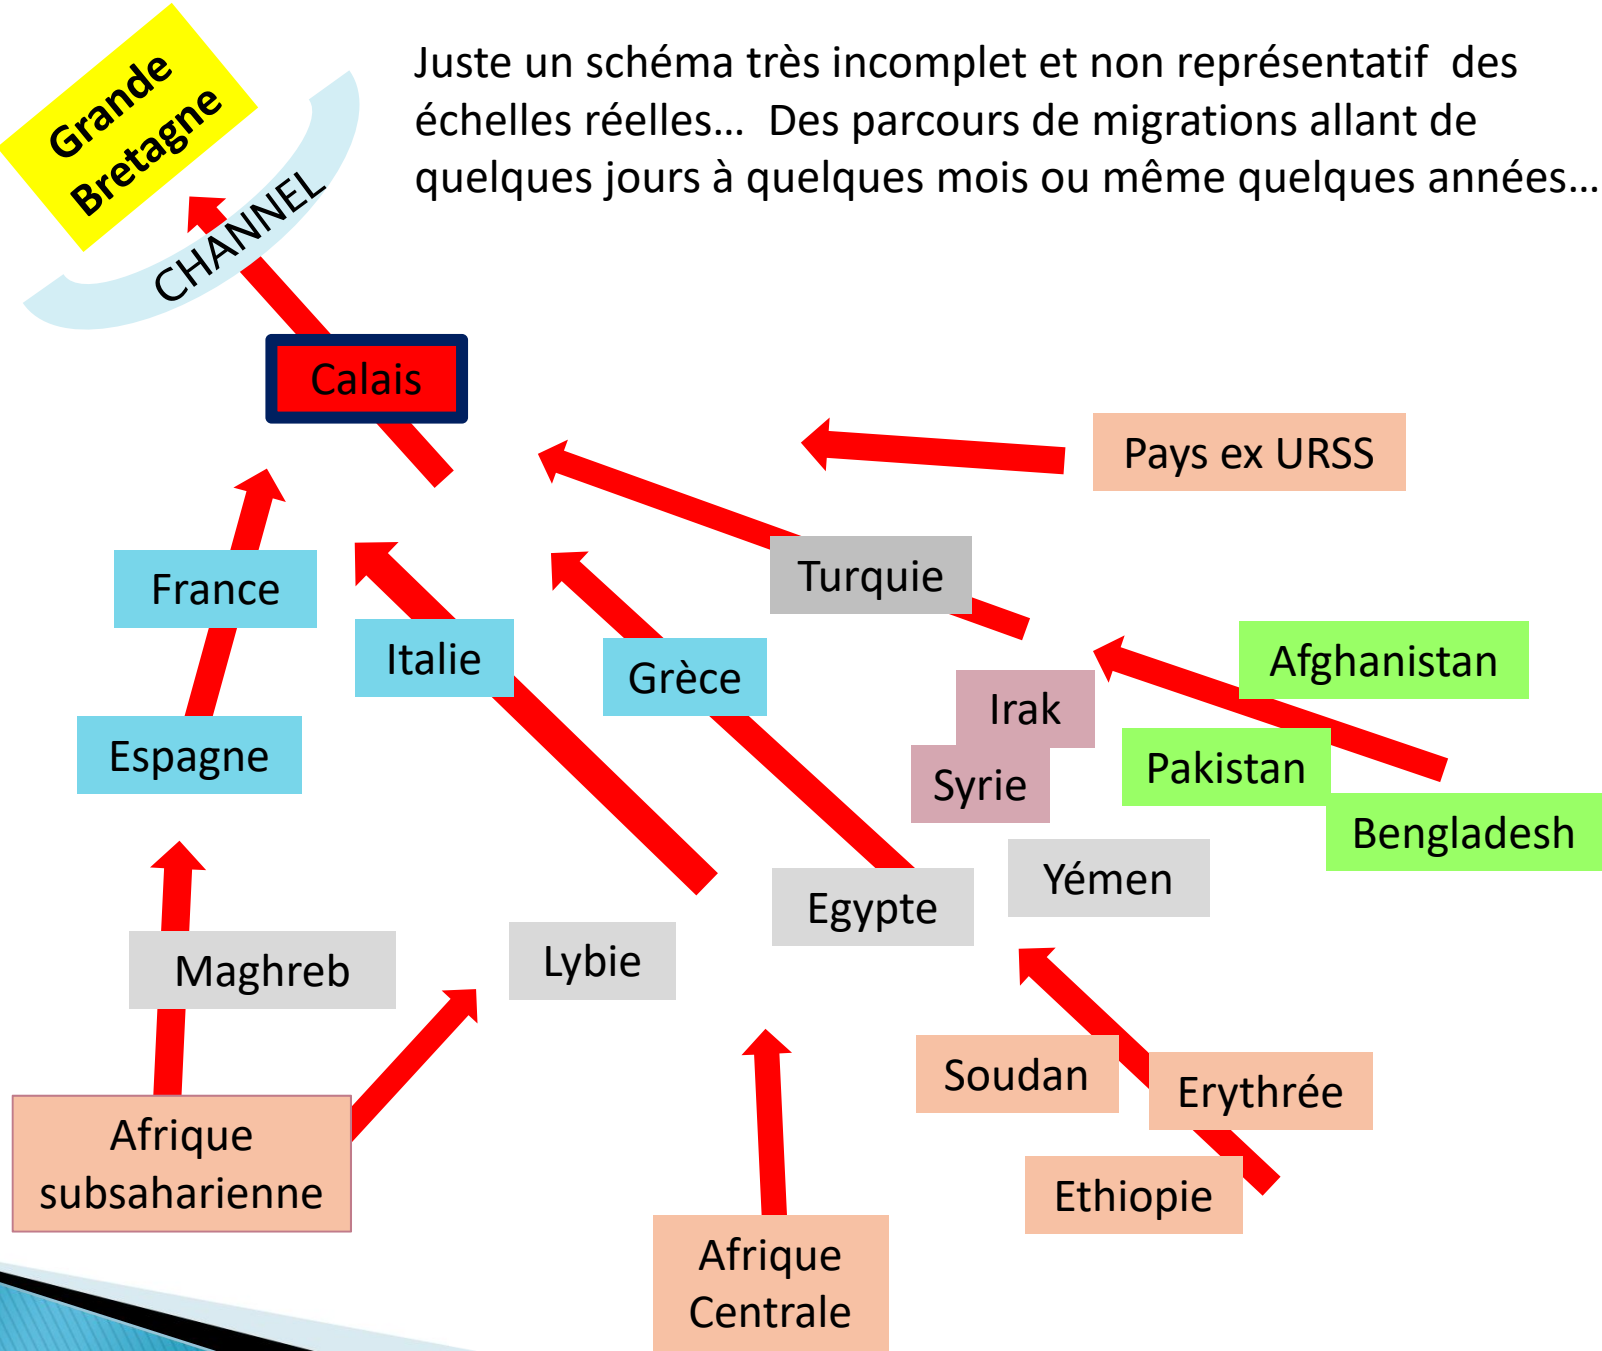 Juste un schéma très incomplet et non représentatif des
échelles réelles… Des parcours de migrations allant de
quelques jours à quelques mois ou même quelques années…
Grande
Bretagne
CHANNEL
Calais
Pays ex URSS
France
Turquie
Italie
Grèce
Afghanistan
Irak
Espagne
Syrie
Pakistan
Bengladesh
Yémen
Egypte
Maghreb
Lybie
Soudan
Erythrée
Afrique
subsaharienne
Ethiopie
Afrique
Centrale